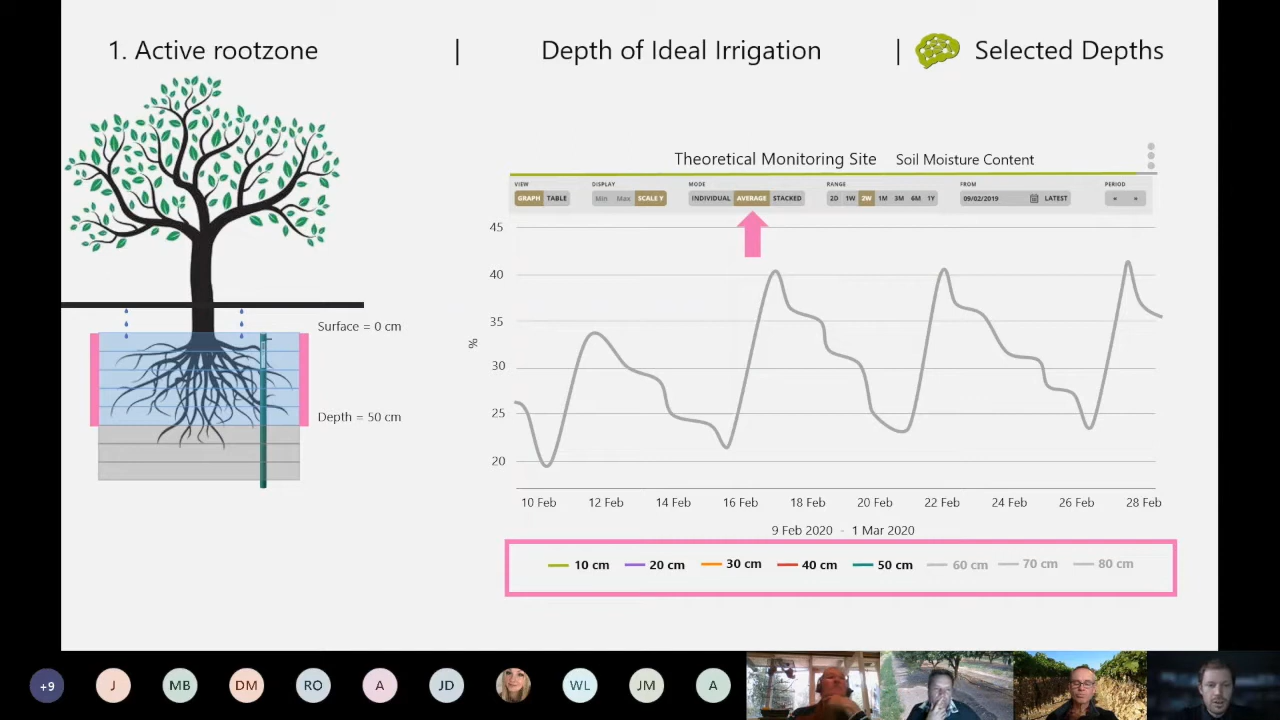 1. Active rootzone | Depth of Ideal Irrigation | Selected Depths
Theoretical Monitoring Site Soil Moisture Content
VIEW DISPLAY MODE RANGE FROM PERIOD
GRAPH TABLE Min Max SCALE Y INDIVIDUAL AVERAGE STACKED 2D 1W 2W 1M 3M 6M 1Y 09/02/2019 LATEST « »
45
40
35
30
25
20
%
Surface = 0 cm
Depth = 50 cm
10 Feb 12 Feb 14 Feb 16 Feb 18 Feb 20 Feb 22 Feb 24 Feb 26 Feb 28 Feb
9 Feb 2020 - 1 Mar 2020
10 cm 20 cm 30 cm 40 cm 50 cm 60 cm 70 cm 80 cm
+9 J MB DM RO A JD WL JM A